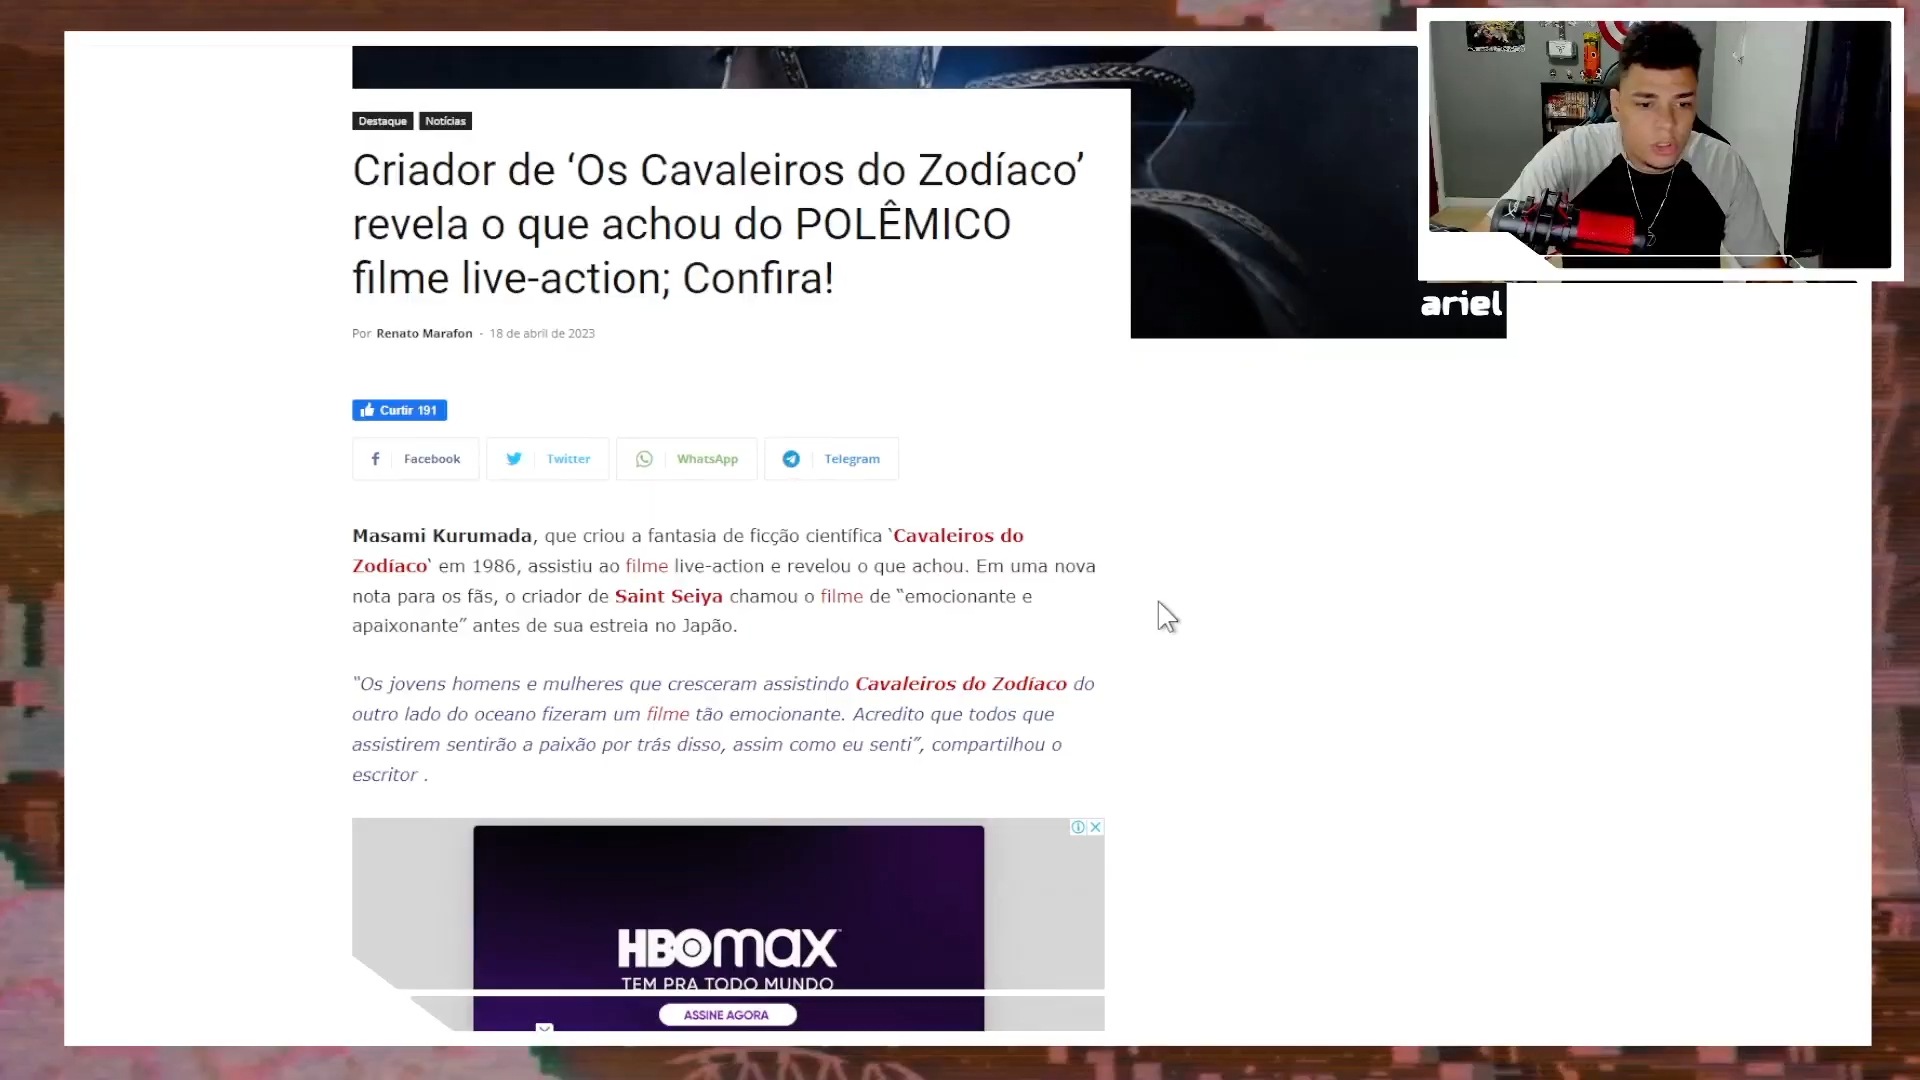 Destaque Notícias
Criador de ‘Os Cavaleiros do Zodíaco’
revela o que achou do POLÊMICO
filme live-action; Confira!
Por Renato Marafon - 18 de abril de 2023
ariel
Curtir 191
Facebook Twitter WhatsApp Telegram
Masami Kurumada, que criou a fantasia de ficção científica ‘Cavaleiros do
Zodíaco‘ em 1986, assistiu ao filme live-action e revelou o que achou. Em uma nova
nota para os fãs, o criador de Saint Seiya chamou o filme de “emocionante e
apaixonante” antes de sua estreia no Japão.
“Os jovens homens e mulheres que cresceram assistindo Cavaleiros do Zodíaco do
outro lado do oceano fizeram um filme tão emocionante. Acredito que todos que
assistirem sentirão a paixão por trás disso, assim como eu senti”, compartilhou o
escritor .
HBOmax
TEM PRA TODO MUNDO
ASSINE AGORA